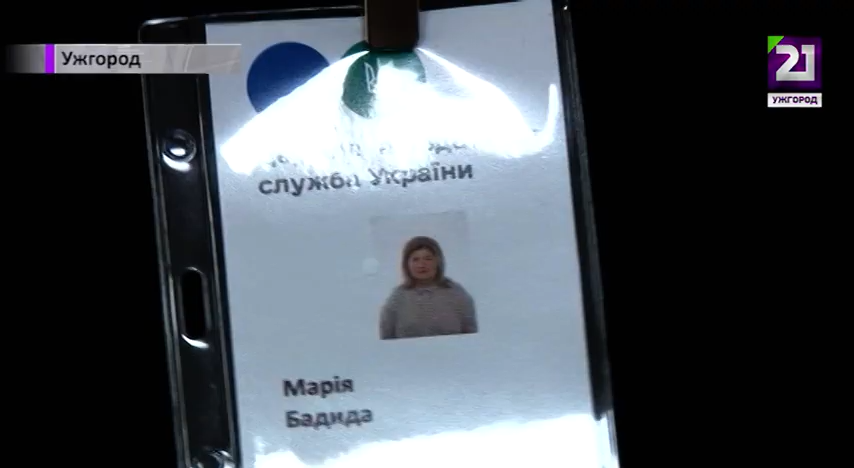 Ужгород
21
УЖГОРОД
служба України
Марія
Бадида